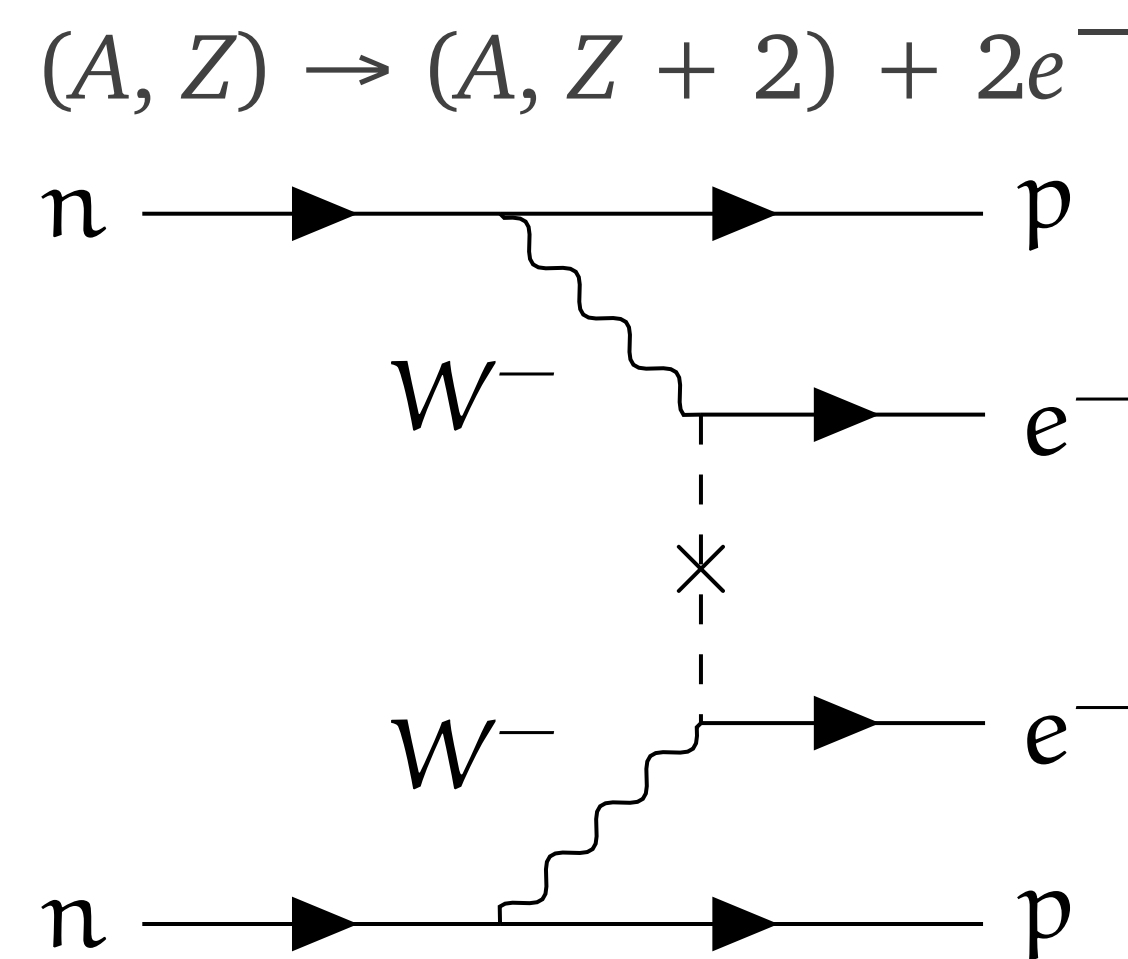 (A, Z) → (A, Z + 2) + 2e⁻
n
p
W⁻
e⁻
W⁻
e⁻
n
p